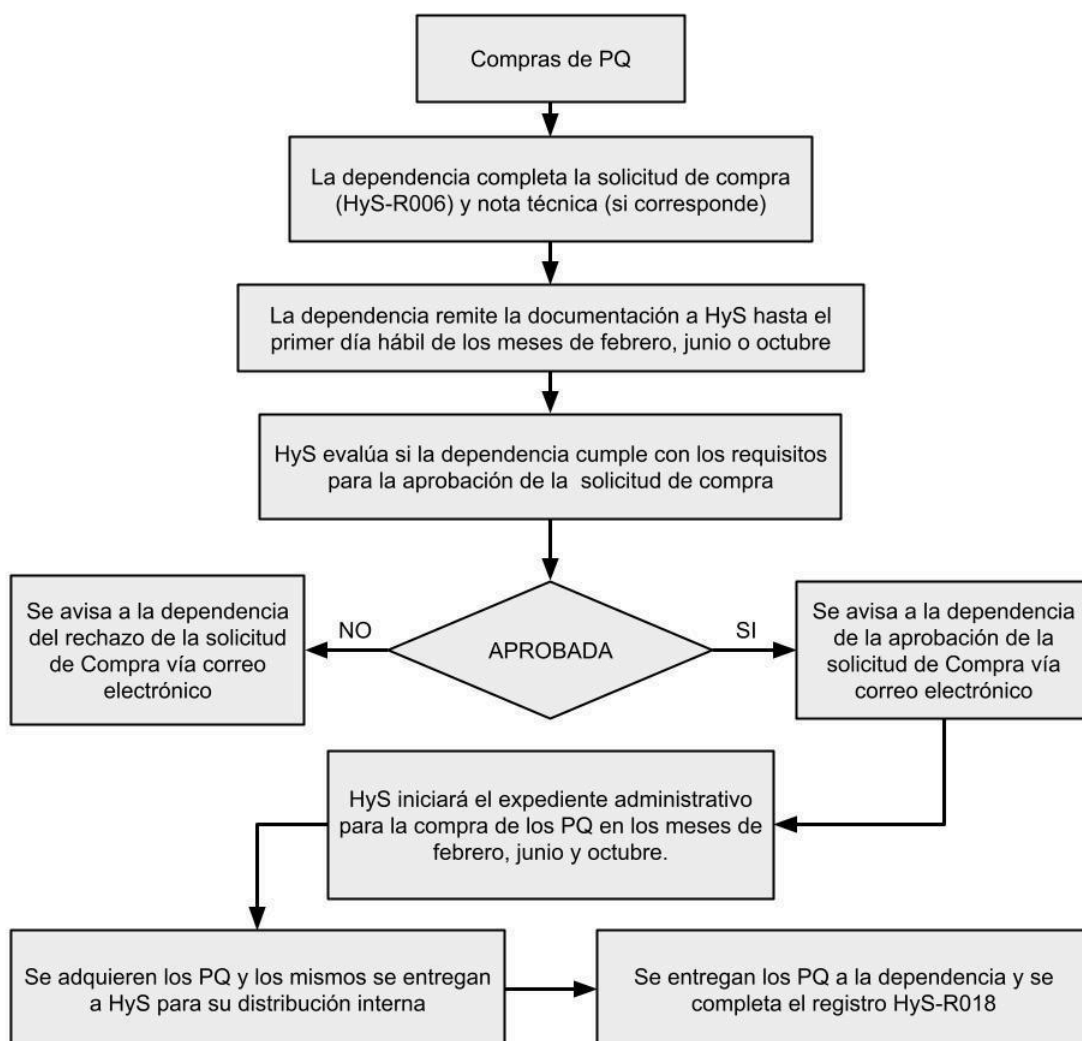 Compras de PQ
La dependencia completa la solicitud de compra
(HyS-R006) y nota técnica (si corresponde)
La dependencia remite la documentación a HyS hasta el
primer día hábil de los meses de febrero, junio o octubre
HyS evalúa si la dependencia cumple con los requisitos
para la aprobación de la solicitud de compra
Se avisa a la dependencia
del rechazo de la solicitud
de Compra vía correo
electrónico
NO
APROBADA
SI
Se avisa a la dependencia
de la aprobación de la
solicitud de Compra vía
correo electrónico
HyS iniciará el expediente administrativo
para la compra de los PQ en los meses de
febrero, junio y octubre.
Se adquieren los PQ y los mismos se entregan
a HyS para su distribución interna
Se entregan los PQ a la dependencia y se
completa el registro HyS-R018